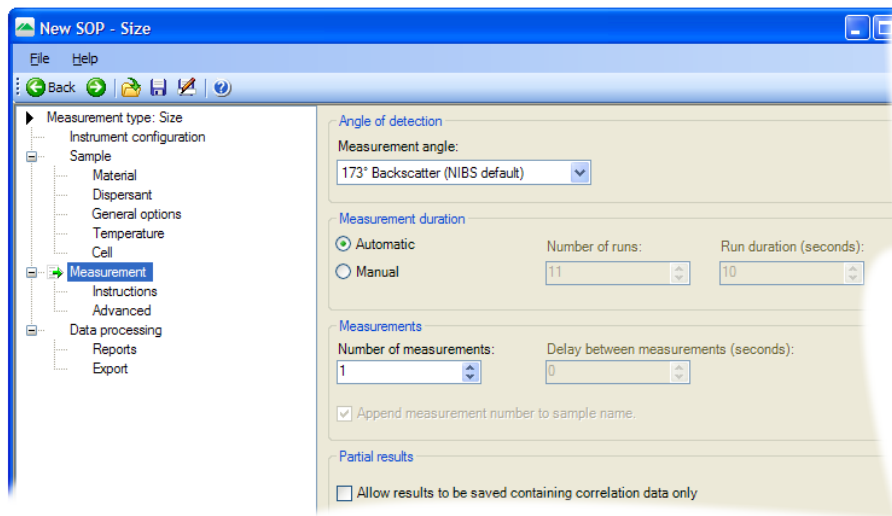 New SOP - Size
File Help
Back
Measurement type: Size
Instrument configuration
Sample
Material
Dispersant
General options
Temperature
Cell
Measurement
Instructions
Advanced
Data processing
Reports
Export
Angle of detection
Measurement angle:
173° Backscatter (NIBS default)
Measurement duration
Automatic
Manual
Number of runs:
11
Run duration (seconds):
10
Measurements
Number of measurements:
1
Delay between measurements (seconds):
0
Append measurement number to sample name.
Partial results
Allow results to be saved containing correlation data only